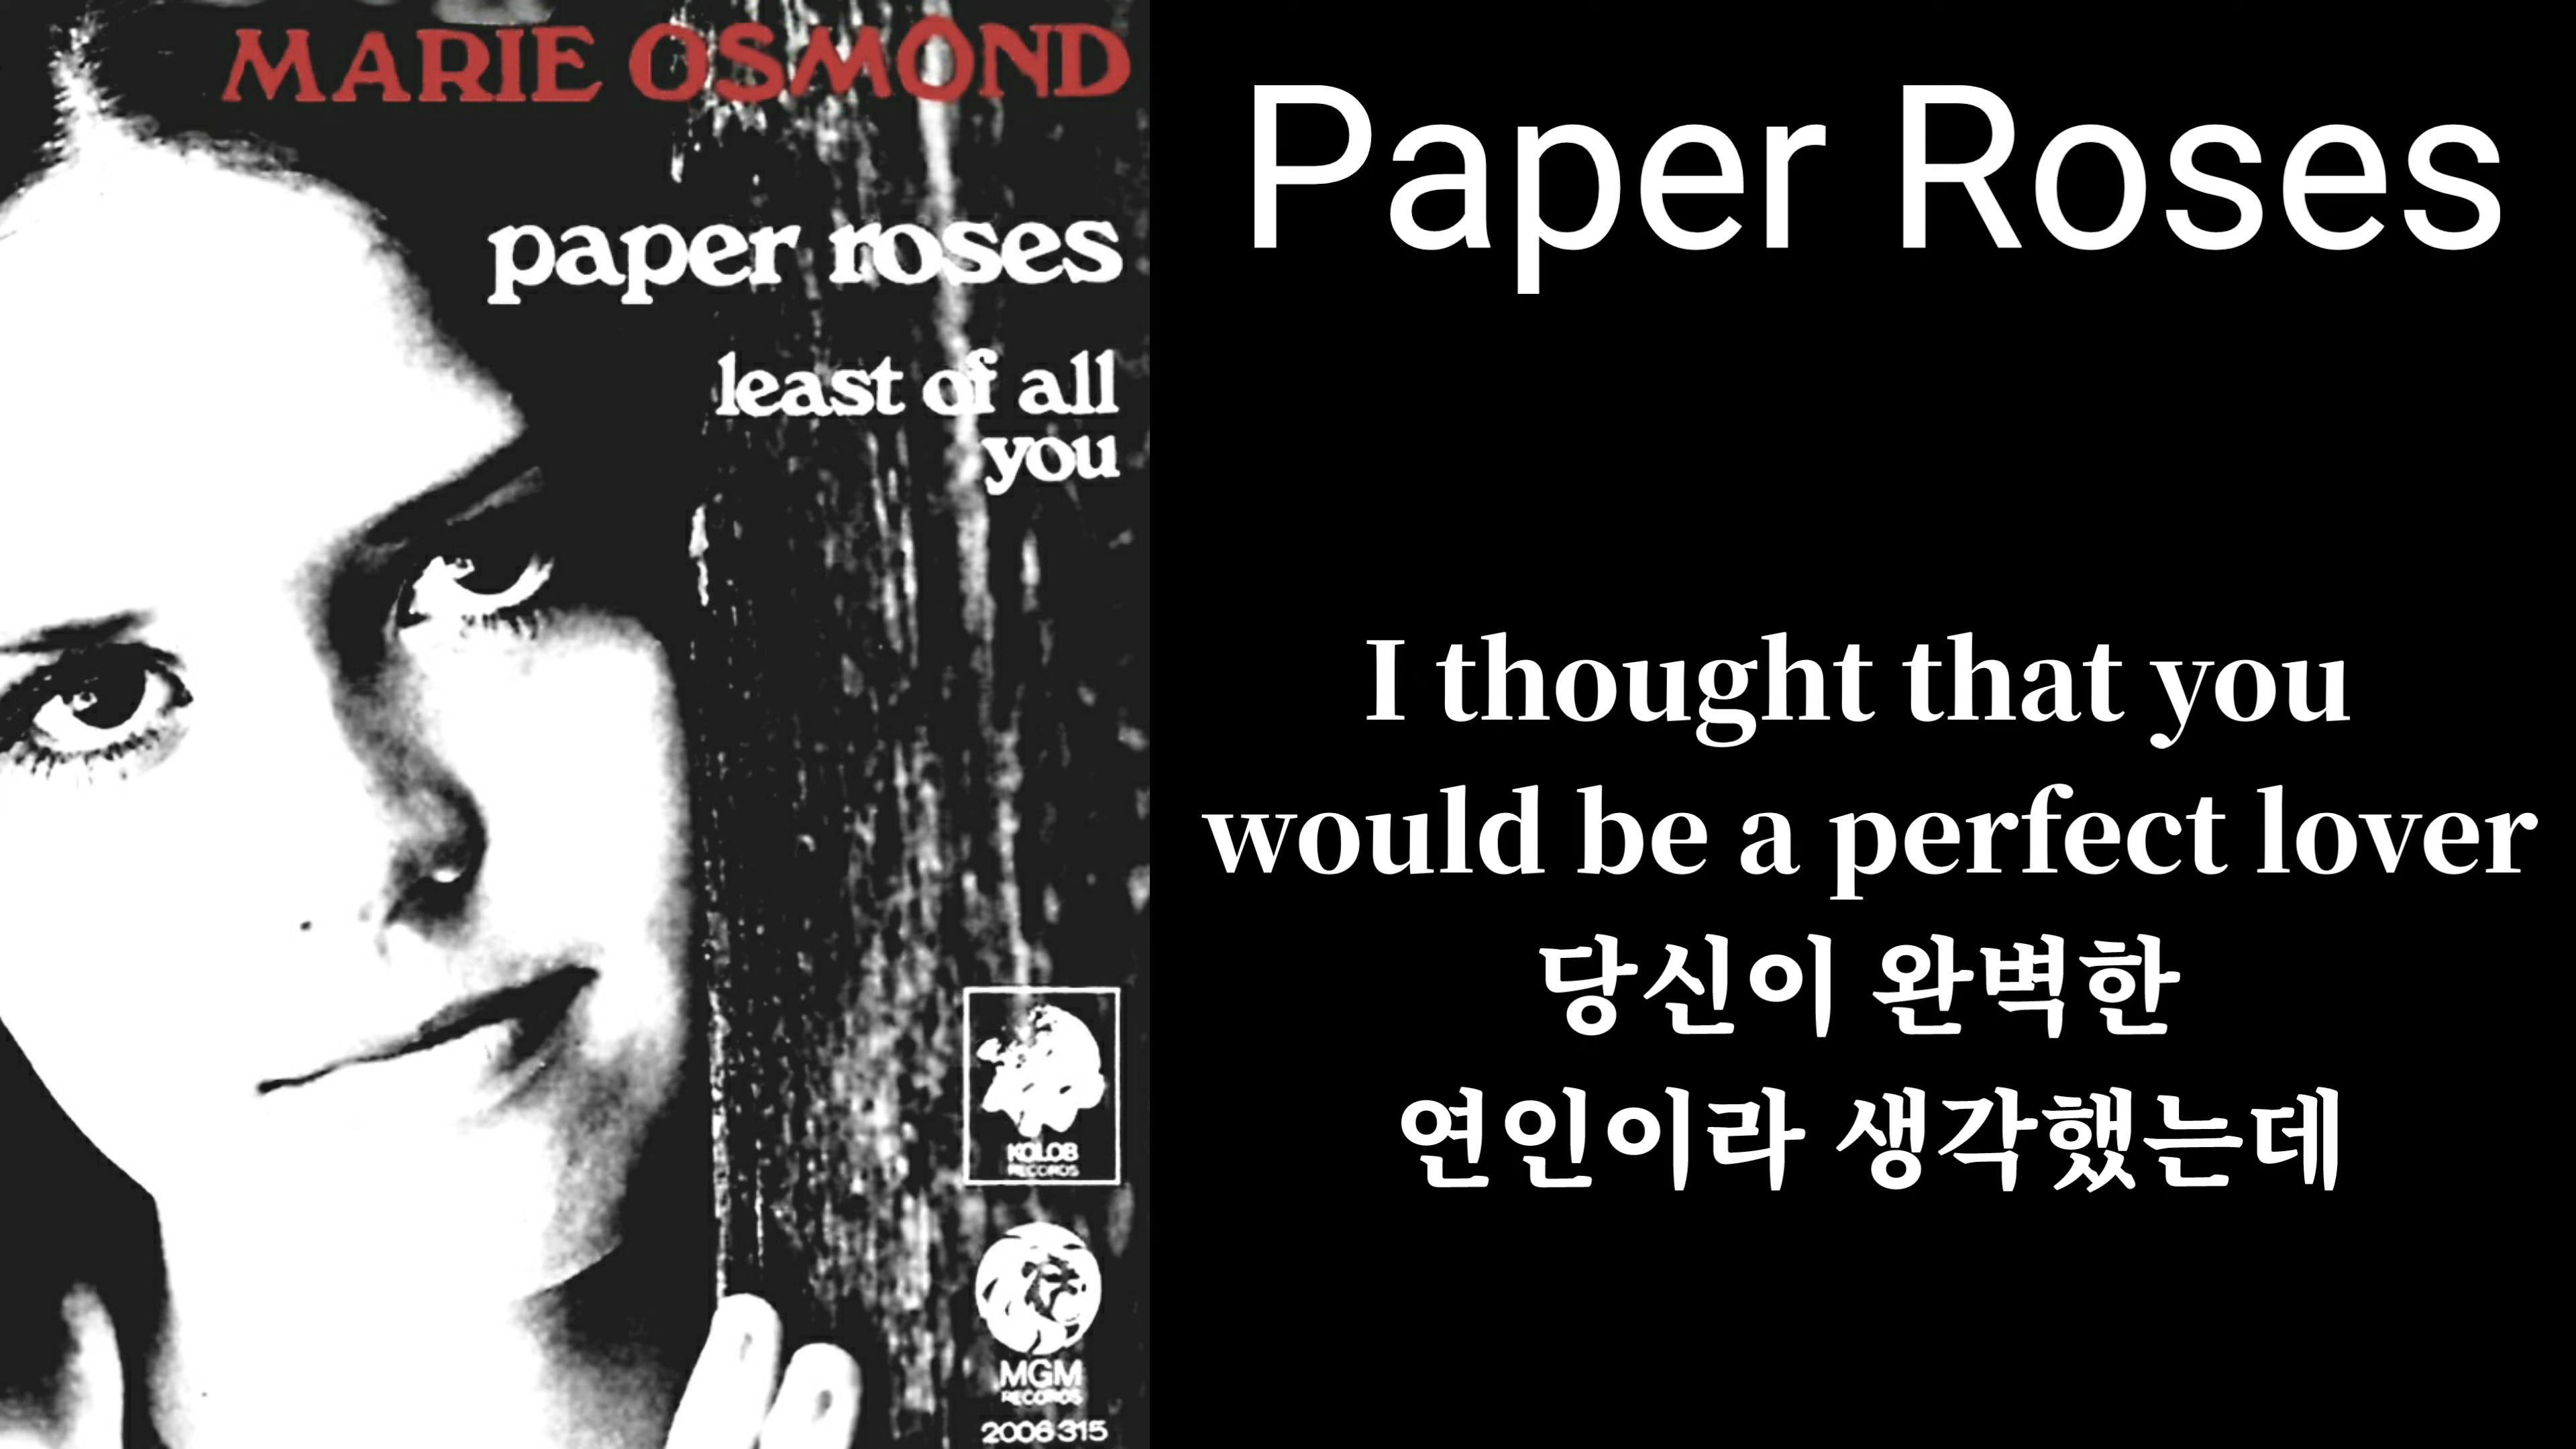 MARIE OSMOND
paper roses
least of all
you
KOLOB
RECORDS
MGM
RECORDS
2006 315
Paper Roses
I thought that you
would be a perfect lover
당신이 완벽한
연인이라 생각했는데